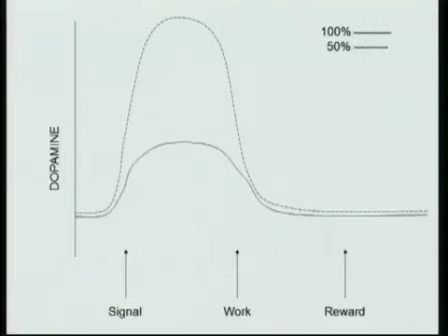 100%
50%
DOPAMINE
Signal
Work
Reward